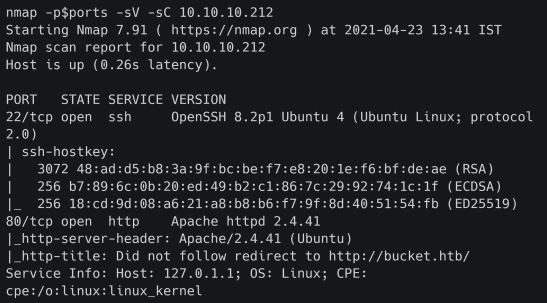 nmap -p$ports -sV -sC 10.10.10.212
Starting Nmap 7.91 ( https://nmap.org ) at 2021-04-23 13:41 IST
Nmap scan report for 10.10.10.212
Host is up (0.26s latency).
PORT   STATE SERVICE VERSION
22/tcp open  ssh     OpenSSH 8.2p1 Ubuntu 4 (Ubuntu Linux; protocol
2.0)
| ssh-hostkey:
|   3072 48:ad:d5:b8:3a:9f:bc:be:f7:e8:20:1e:f6:bf:de:ae (RSA)
|   256 b7:89:6c:0b:20:ed:49:b2:c1:86:7c:29:92:74:1c:1f (ECDSA)
|_  256 18:cd:9d:08:a6:21:a8:b8:b6:f7:9f:8d:40:51:54:fb (ED25519)
80/tcp open  http    Apache httpd 2.4.41
|_http-server-header: Apache/2.4.41 (Ubuntu)
|_http-title: Did not follow redirect to http://bucket.htb/
Service Info: Host: 127.0.1.1; OS: Linux; CPE:
cpe:/o:linux:linux_kernel